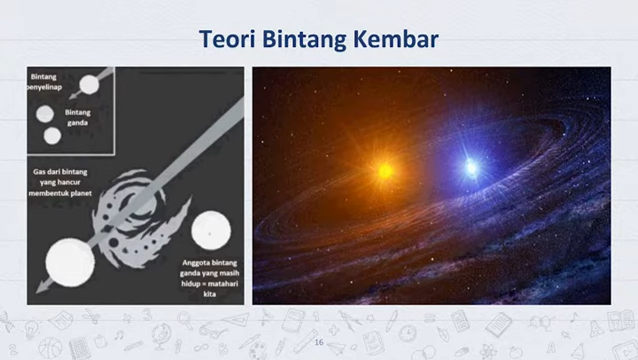 Teori Bintang Kembar
Bintang
penyelinap
Bintang
ganda
Gas dari bintang
yang hancur
membentuk planet
Anggota bintang
ganda yang masih
hidup = matahari
kita
16